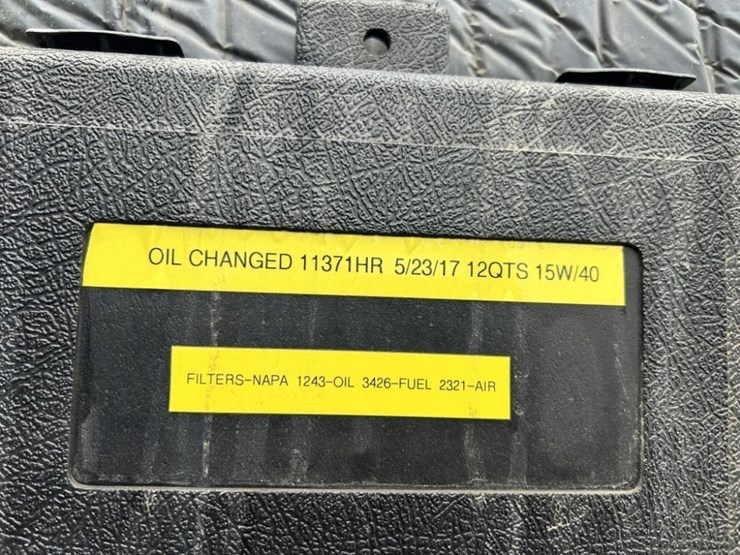 OIL CHANGED 11371HR 5/23/17 12QTS 15W/40
FILTERS-NAPA 1243-OIL 3426-FUEL 2321-AIR